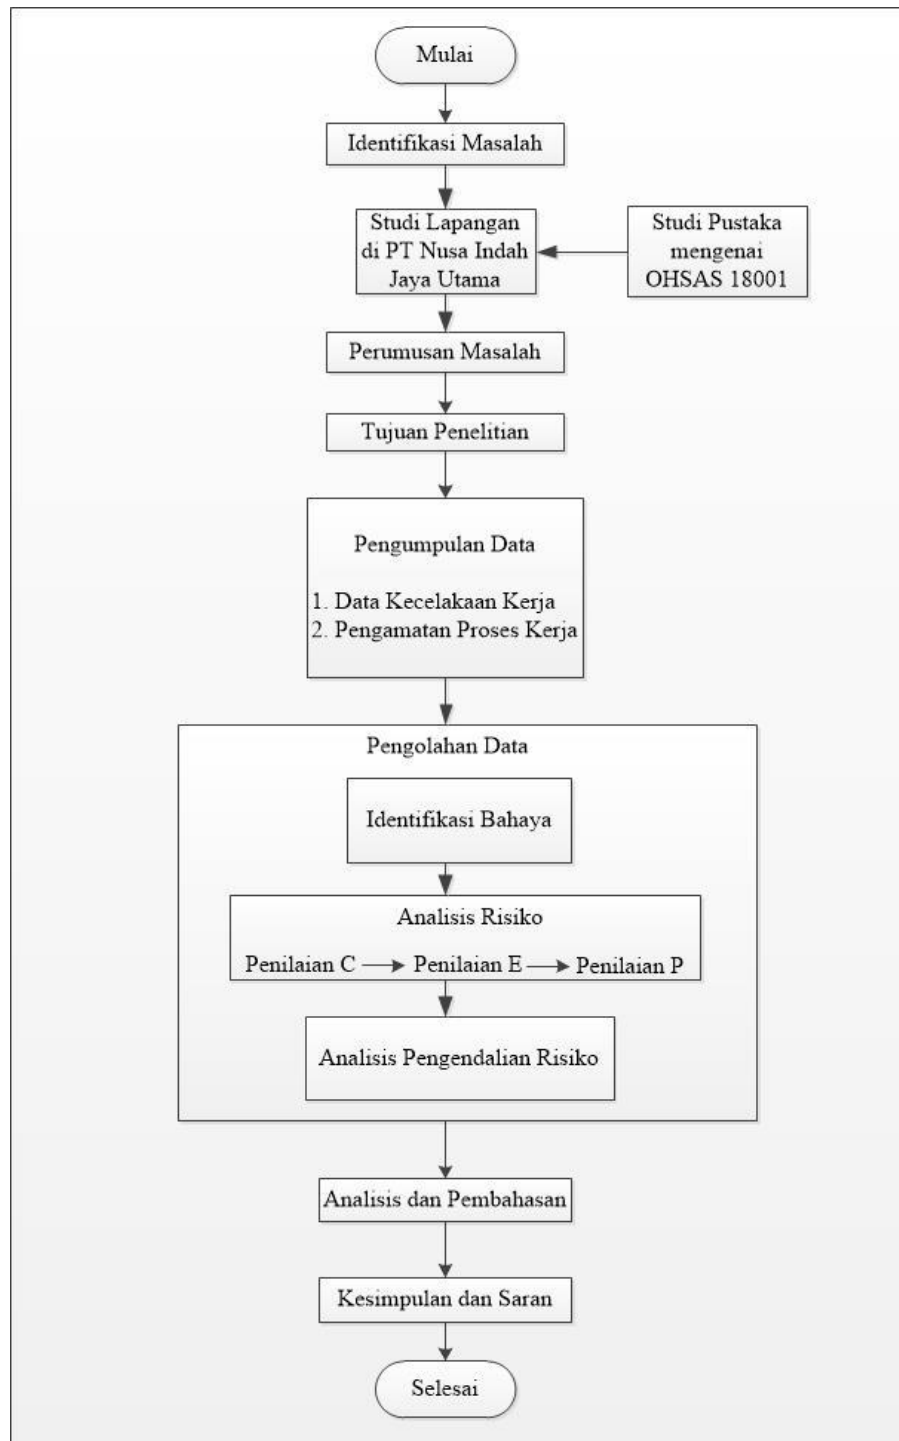 Mulai
Identifikasi Masalah
Studi Lapangan
di PT Nusa Indah
Jaya Utama
Studi Pustaka
mengenai
OHSAS 18001
Perumusan Masalah
Tujuan Penelitian
Pengumpulan Data
1. Data Kecelakaan Kerja
2. Pengamatan Proses Kerja
Pengolahan Data
Identifikasi Bahaya
Analisis Risiko
Penilaian C Penilaian E Penilaian P
Analisis Pengendalian Risiko
Analisis dan Pembahasan
Kesimpulan dan Saran
Selesai